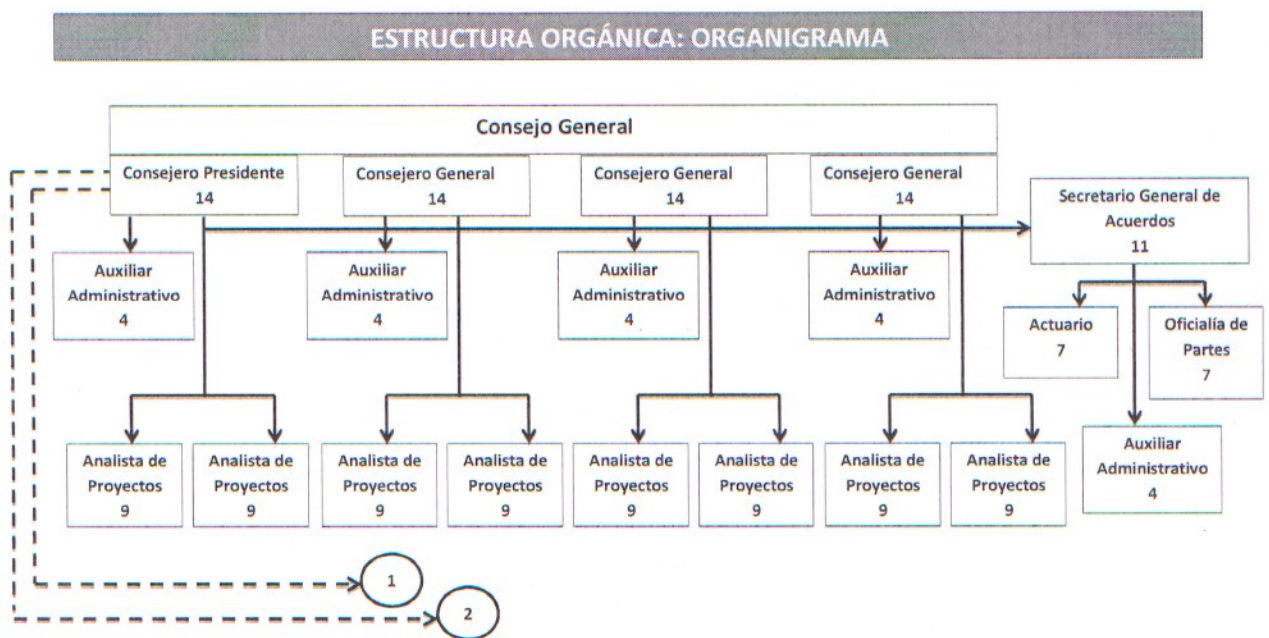 ESTRUCTURA ORGÁNICA: ORGANIGRAMA
Consejo General
Consejero Presidente
14
Consejero General
14
Consejero General
14
Consejero General
14
Secretario General de
Acuerdos
11
Auxiliar
Administrativo
4
Auxiliar
Administrativo
4
Auxiliar
Administrativo
4
Auxiliar
Administrativo
4
Actuario
7
Oficialía de
Partes
7
Analista de
Proyectos
9
Analista de
Proyectos
9
Analista de
Proyectos
9
Analista de
Proyectos
9
Analista de
Proyectos
9
Analista de
Proyectos
9
Analista de
Proyectos
9
Analista de
Proyectos
9
Auxiliar
Administrativo
4
1
2